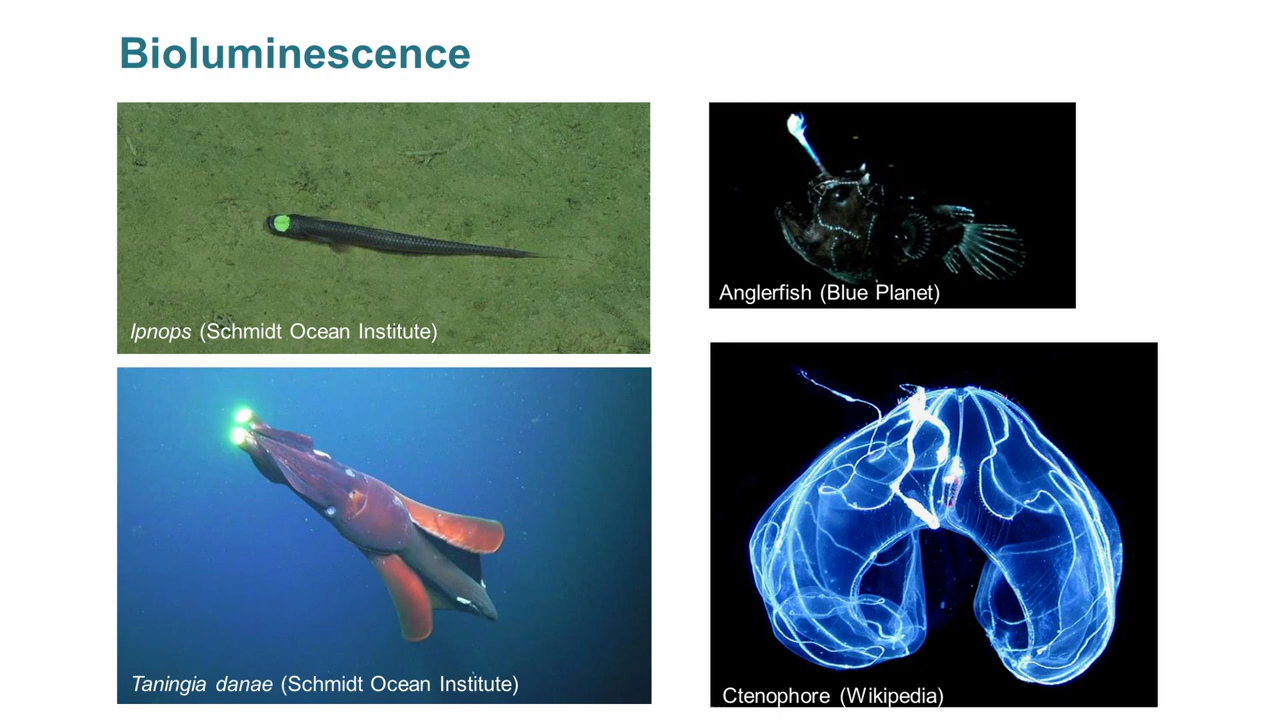 Bioluminescence
Ipnops (Schmidt Ocean Institute)
Anglerfish (Blue Planet)
Taningia danae (Schmidt Ocean Institute)
Ctenophore (Wikipedia)